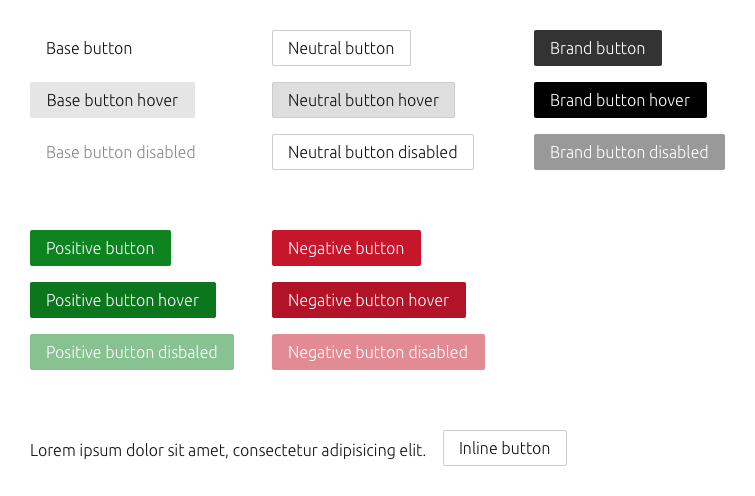 Base button
Neutral button
Brand button
Base button hover
Neutral button hover
Brand button hover
Base button disabled
Neutral button disabled
Brand button disabled
Positive button
Negative button
Positive button hover
Negative button hover
Positive button disbaled
Negative button disabled
Lorem ipsum dolor sit amet, consectetur adipisicing elit.
Inline button